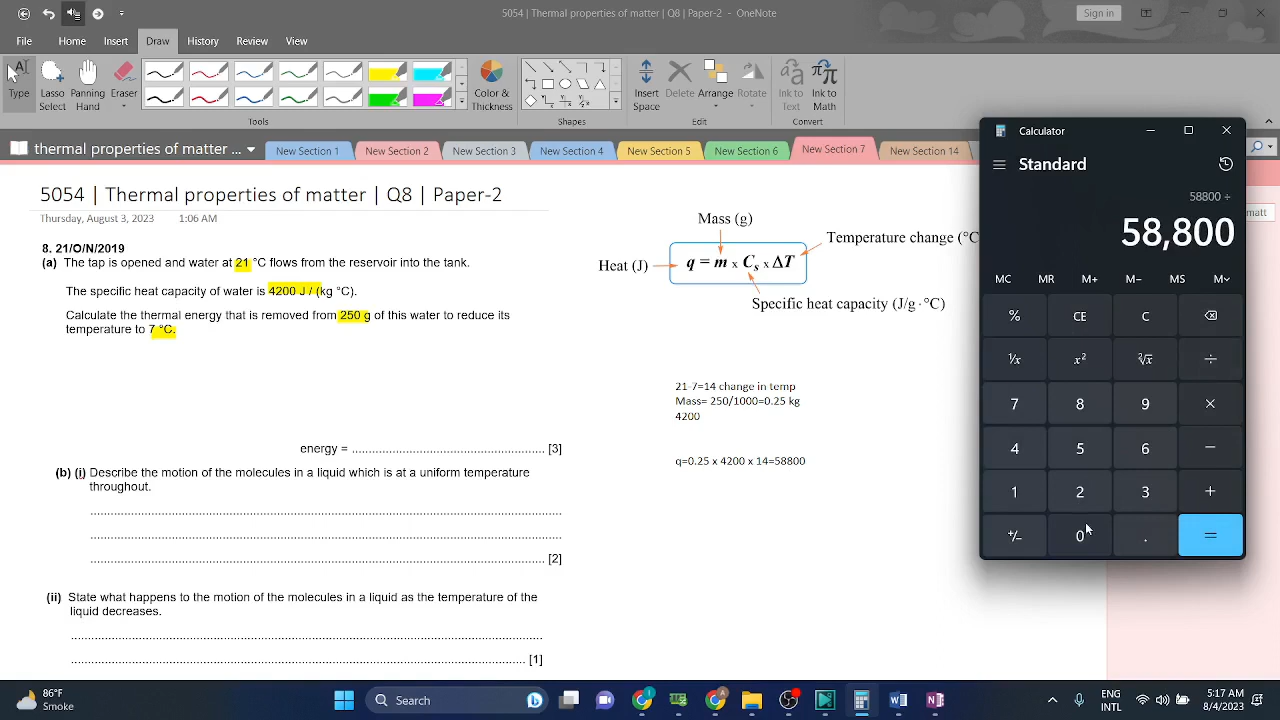 5054 | Thermal properties of matter | Q8 | Paper-2 - OneNote
Sign in
File
Home
Insert
Draw
History
Review
View
Type
Lasso Select
Panning Hand
Eraser
Color & Thickness
Insert Space
Delete
Arrange
Rotate
Ink to Text
Ink to Math
Tools
Shapes
Edit
Convert
thermal properties of matter ...
New Section 1
New Section 2
New Section 3
New Section 4
New Section 5
New Section 6
New Section 7
New Section 14
5054 | Thermal properties of matter | Q8 | Paper-2
Thursday, August 3, 2023 1:06 AM
8. 21/O/N/2019
(a) The tap is opened and water at 21 °C flows from the reservoir into the tank.
The specific heat capacity of water is 4200 J / (kg °C).
Calculate the thermal energy that is removed from 250 g of this water to reduce its
temperature to 7 °C.
energy = ............................................................ [3]
(b) (i) Describe the motion of the molecules in a liquid which is at a uniform temperature
throughout.
[2]
(ii) State what happens to the motion of the molecules in a liquid as the temperature of the
liquid decreases.
[1]
Mass (g)
Temperature change (°C
Heat (J)
q = m x Cs x ΔT
Specific heat capacity (J/g·°C)
21-7=14 change in temp
Mass= 250/1000=0.25 kg
4200
q=0.25 x 4200 x 14=58800
matt
Calculator
Standard
58800 ÷
58,800
MC MR M+ M− MS M˅
% CE C ⌫
¹/x x² ²√x ÷
7 8 9 ×
4 5 6 −
1 2 3 +
+/− 0 . =
86°F
Smoke
Search
ENG
INTL
5:17 AM
8/4/2023